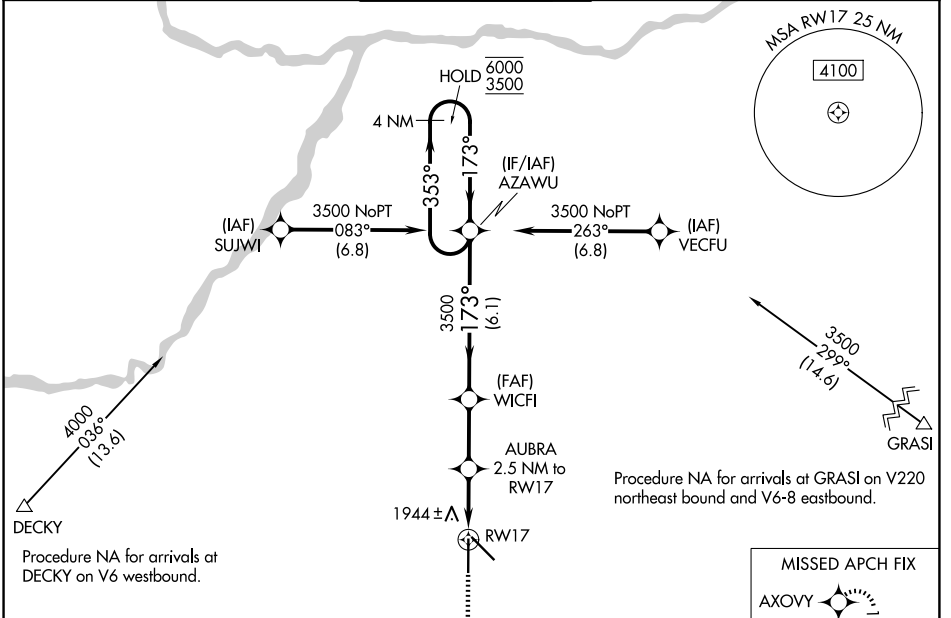 MSA RW17 25 NM
4100
HOLD
6000
3500
4 NM
353°
173°
(IF/IAF)
AZAWU
(IAF)
SUJWI
3500 NoPT
083°
(6.8)
3500 NoPT
263°
(6.8)
(IAF)
VECFU
3500
173°
(6.1)
3500
299°
(14.6)
GRASI
4000
036°
(13.6)
DECKY
(FAF)
WICFI
AUBRA
2.5 NM to
RW17
1944 ±
RW17
Procedure NA for arrivals at GRASI on V220
northeast bound and V6-8 eastbound.
Procedure NA for arrivals at
DECKY on V6 westbound.
MISSED APCH FIX
AXOVY